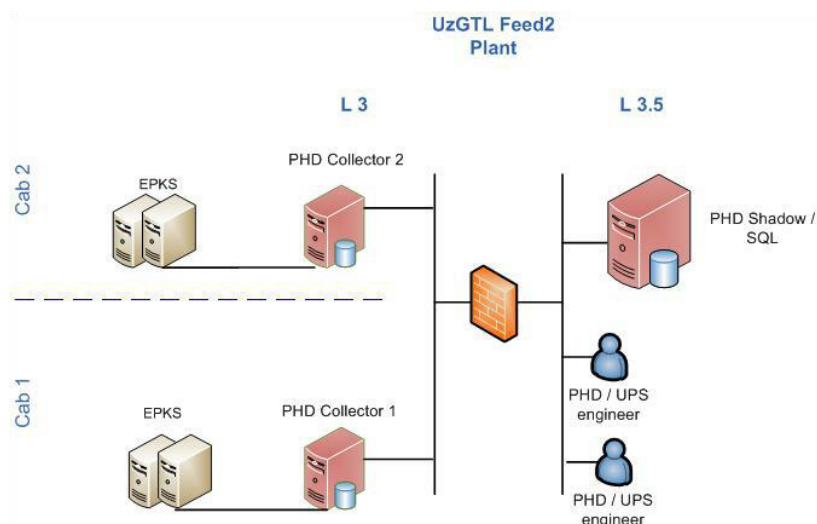 UzGTL Feed2
Plant
L 3
L 3.5
Cab 2
EPKS
PHD Collector 2
PHD Shadow /
SQL
Cab 1
EPKS
PHD Collector 1
PHD / UPS
engineer
PHD / UPS
engineer